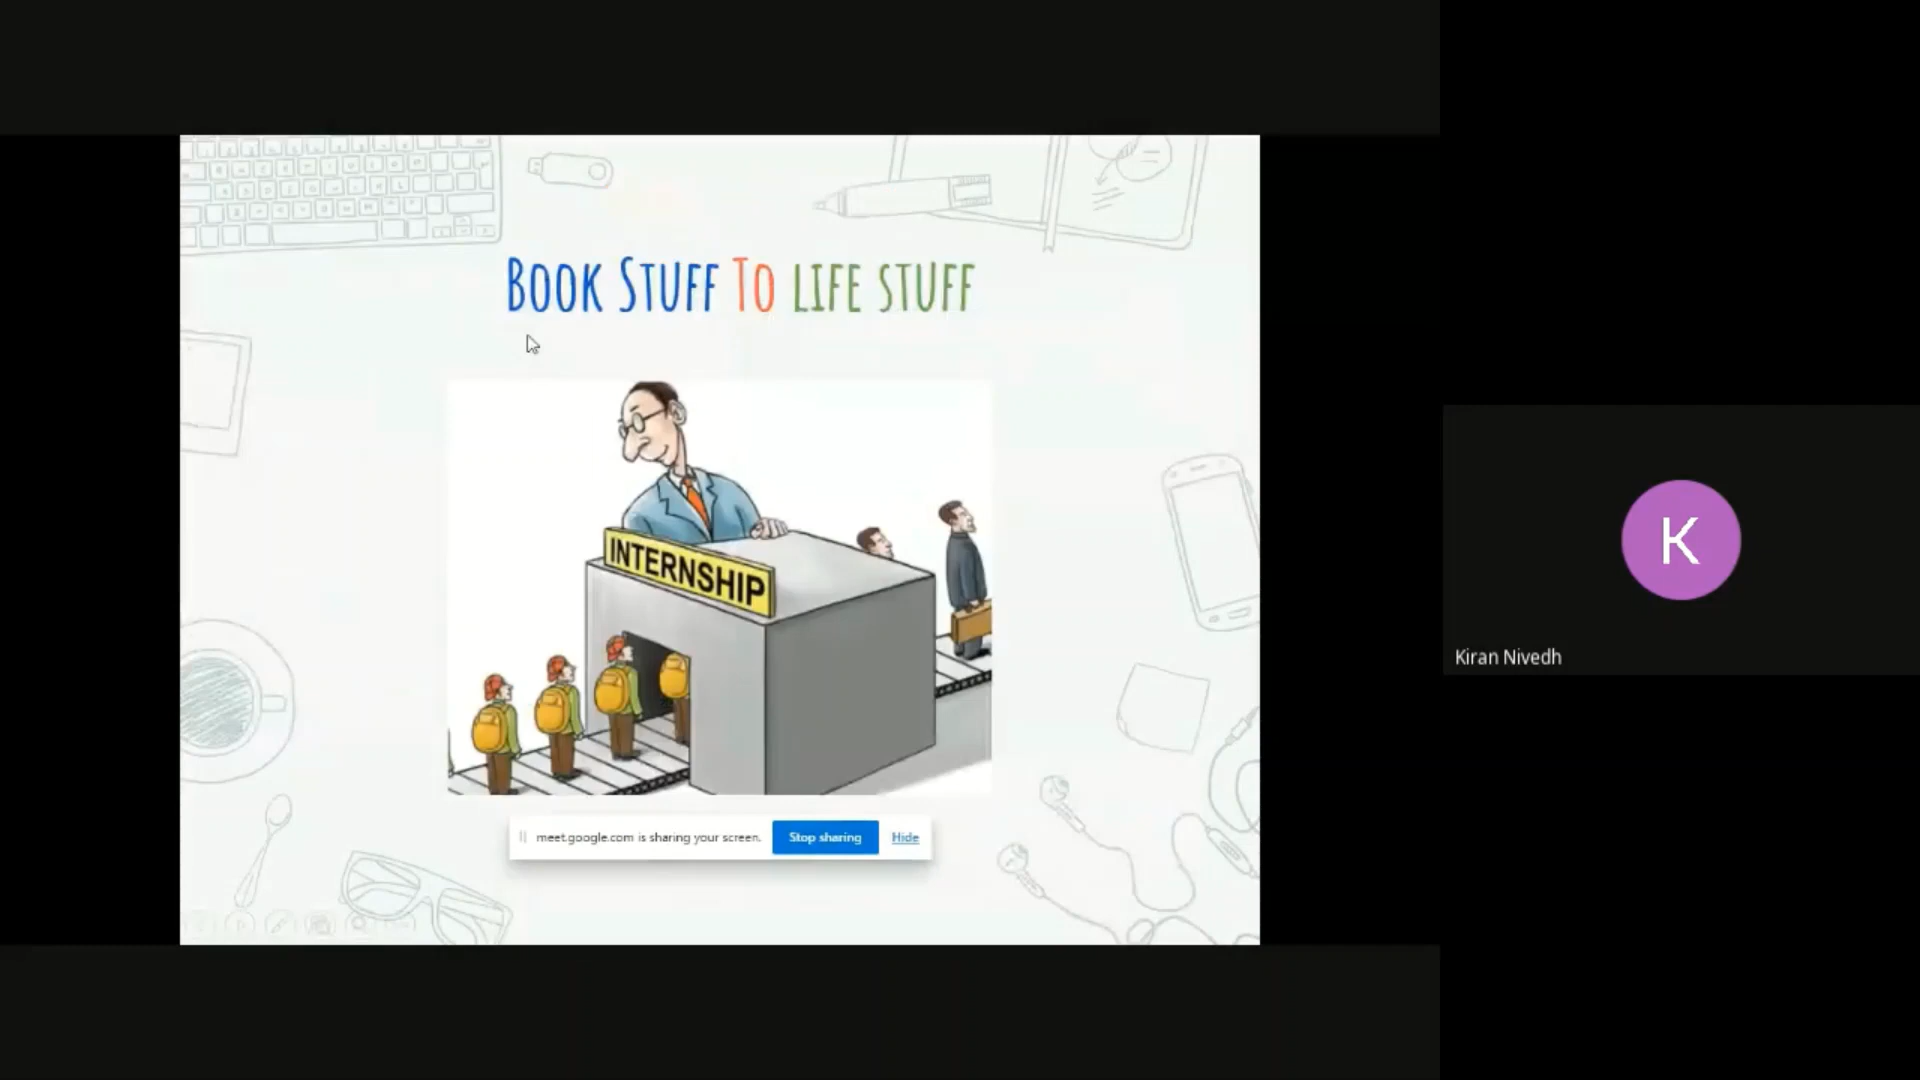 Book Stuff To life stuff
INTERNSHIP
meet.google.com is sharing your screen. Stop sharing Hide
K
Kiran Nivedh